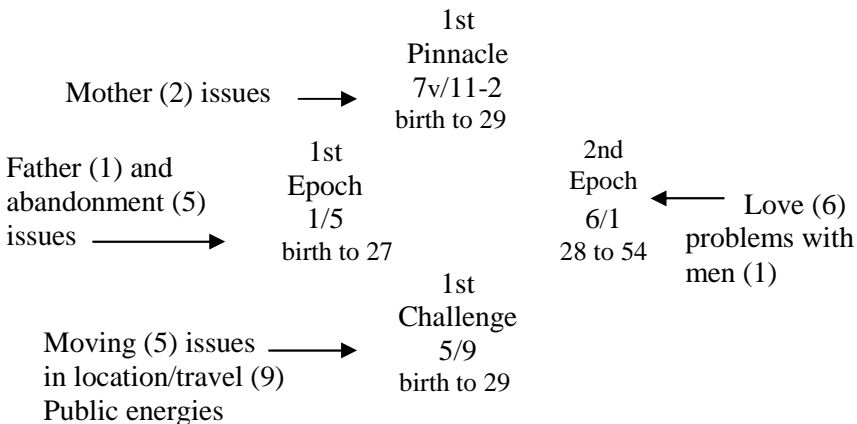 1st
Pinnacle
7v/11-2
birth to 29
Mother (2) issues
Father (1) and
abandonment (5)
issues
1st
Epoch
1/5
birth to 27
2nd
Epoch
6/1
28 to 54
Love (6)
problems with
men (1)
1st
Challenge
5/9
birth to 29
Moving (5) issues
in location/travel (9)
Public energies